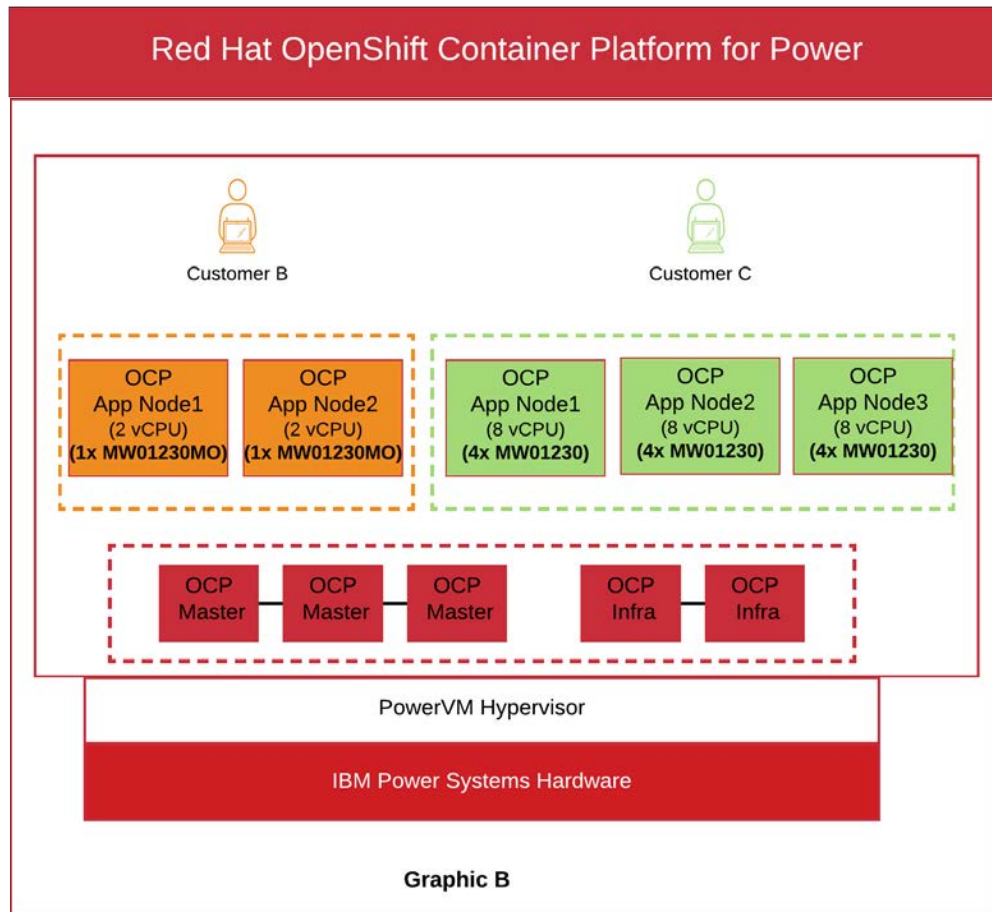 Red Hat OpenShift Container Platform for Power
Customer B
Customer C
OCP
App Node1
(2 vCPU)
(1x MW01230MO)
OCP
App Node2
(2 vCPU)
(1x MW01230MO)
OCP
App Node1
(8 vCPU)
(4x MW01230)
OCP
App Node2
(8 vCPU)
(4x MW01230)
OCP
App Node3
(8 vCPU)
(4x MW01230)
OCP
Master
OCP
Master
OCP
Master
OCP
Infra
OCP
Infra
PowerVM Hypervisor
IBM Power Systems Hardware
Graphic B